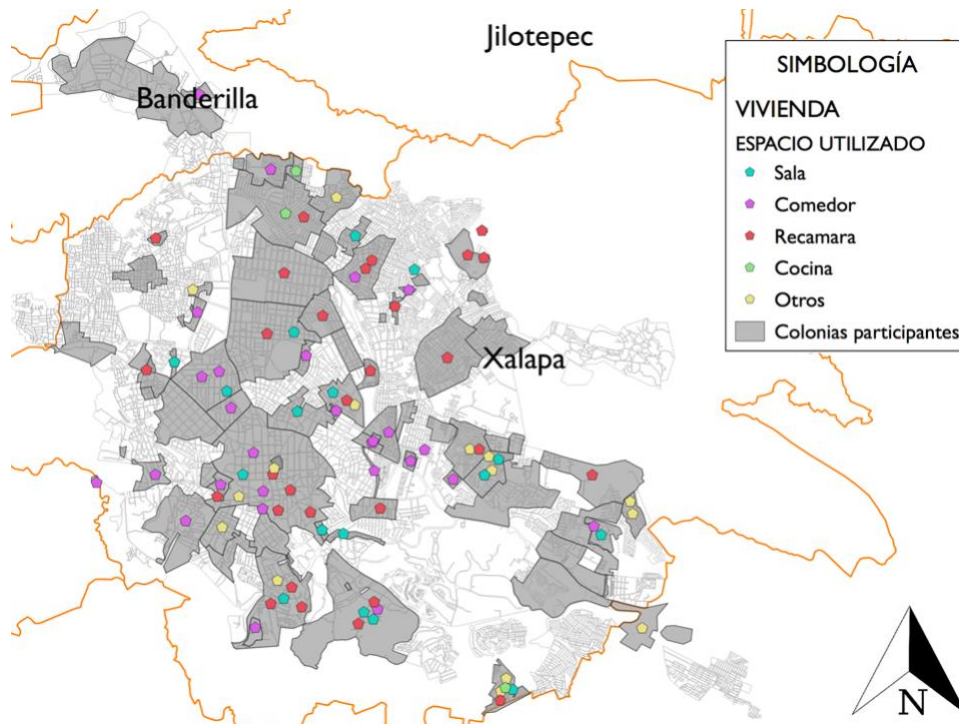 Jilotepec
Banderilla
Xalapa
SIMBOLOGÍA
VIVIENDA
ESPACIO UTILIZADO
Sala
Comedor
Recamara
Cocina
Otros
Colonias participantes
N